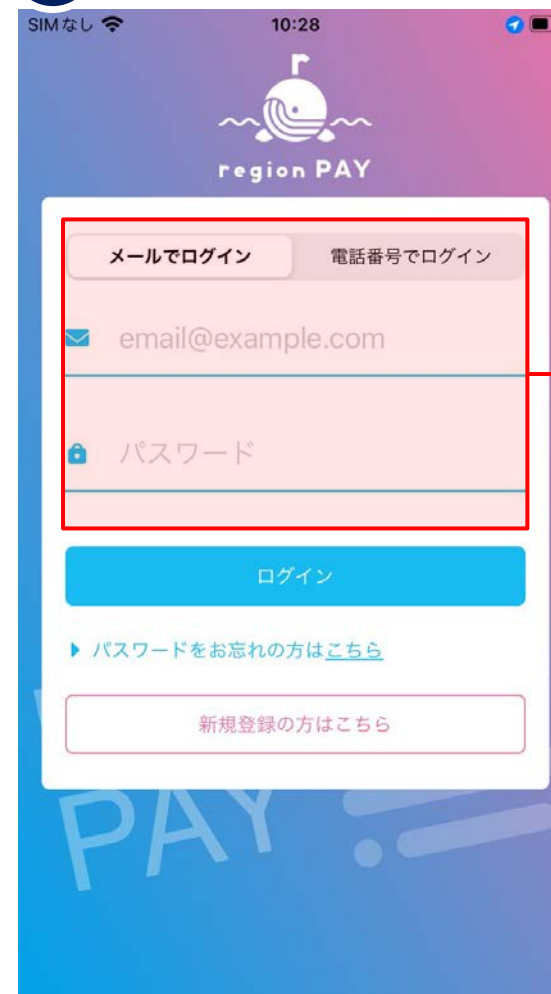 SIMなし 10:28
region PAY
メールでログイン 電話番号でログイン
email@example.com
パスワード
ログイン
パスワードをお忘れの方はこちら
新規登録の方はこちら
PAY